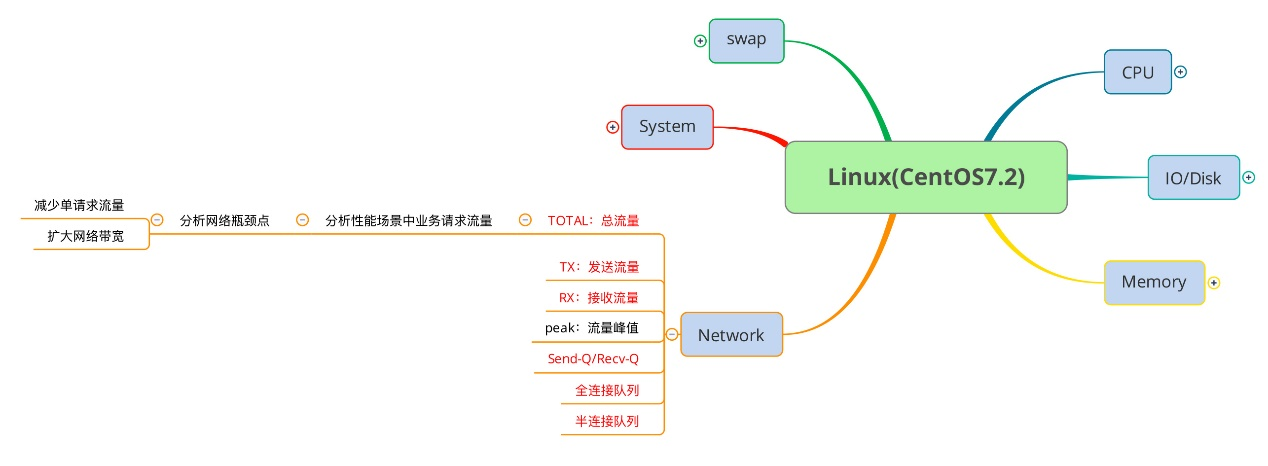 swap
CPU
System
Linux(CentOS7.2)
IO/Disk
Memory
Network
TOTAL：总流量
分析性能场景中业务请求流量
分析网络瓶颈点
减少单请求流量
扩大网络带宽
TX：发送流量
RX：接收流量
peak：流量峰值
Send-Q/Recv-Q
全连接队列
半连接队列